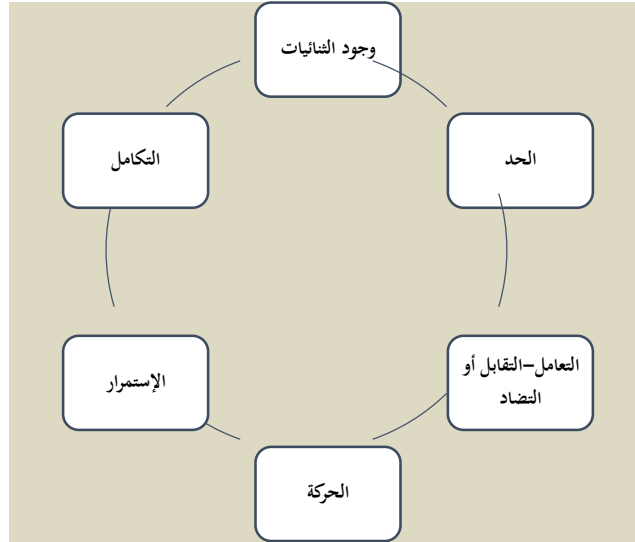 وجود الثنائيات
الحد
التعامل–التقابل أو
التضاد
الحركة
الإستمرار
التكامل